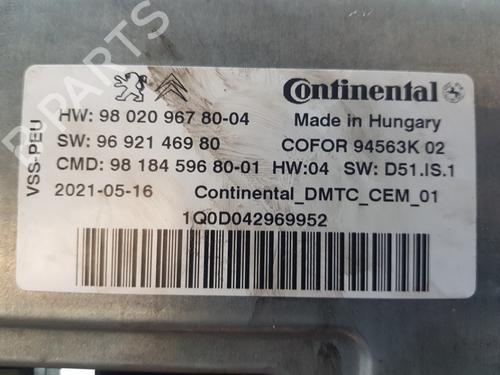 B-PARTS
Continental
VSS-PEU
HW: 98 020 967 80-04 Made in Hungary
SW: 96 921 469 80 COFOR 94563K 02
CMD: 98 184 596 80-01 HW:04 SW: D51.IS.1
2021-05-16 Continental_DMTC_CEM_01
1Q0D042969952